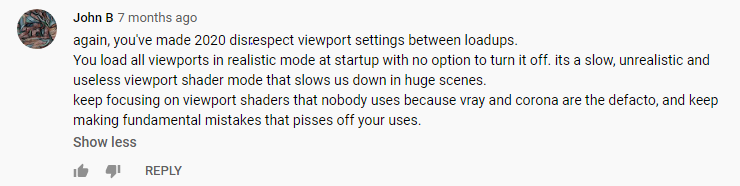 John B 7 months ago
again, you've made 2020 disrespect viewport settings between loadups.
You load all viewports in realistic mode at startup with no option to turn it off. its a slow, unrealistic and
useless viewport shader mode that slows us down in huge scenes.
keep focusing on viewport shaders that nobody uses because vray and corona are the defacto, and keep
making fundamental mistakes that pisses off your uses.
Show less
REPLY